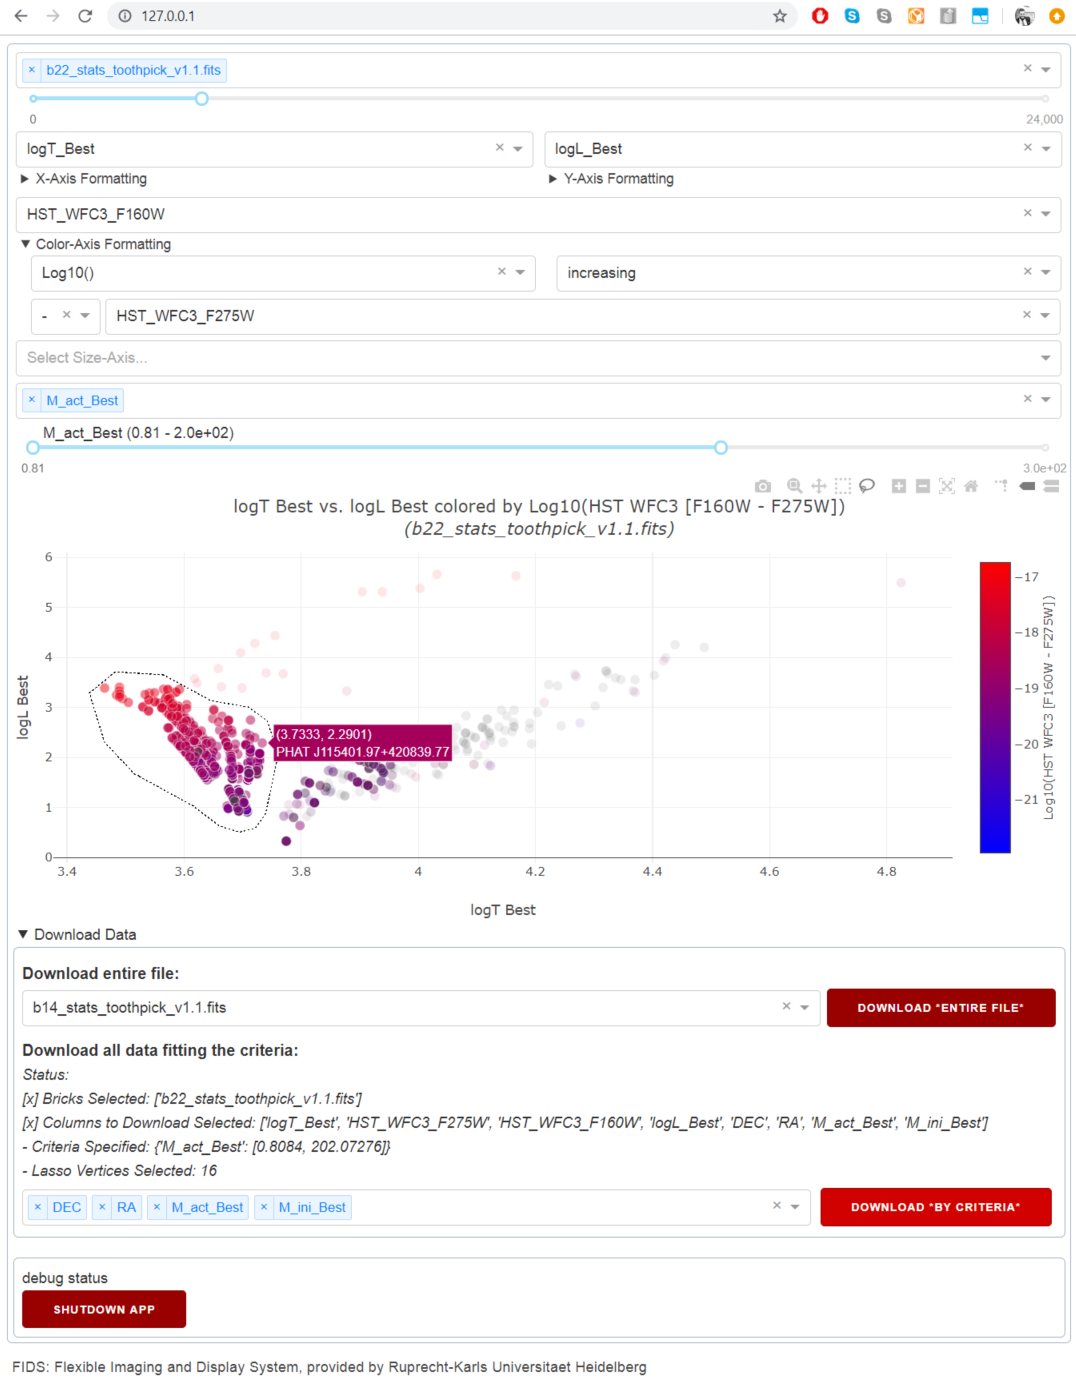 127.0.0.1
× b22_stats_toothpick_v1.1.fits
0 24,000
logT_Best logL_Best
X-Axis Formatting Y-Axis Formatting
HST_WFC3_F160W
Color-Axis Formatting
Log10() increasing
- HST_WFC3_F275W
Select Size-Axis...
× M_act_Best
M_act_Best (0.81 - 2.0e+02)
0.81 3.0e+02
logT Best vs. logL Best colored by Log10(HST WFC3 [F160W - F275W])
(b22_stats_toothpick_v1.1.fits)
6
5
4
3
2
1
0
logL Best
(3.7333, 2.2901)
PHAT J115401.97+420839.77
3.4 3.6 3.8 4 4.2 4.4 4.6 4.8
logT Best
−17
−18
−19
−20
−21
Log10(HST WFC3 [F160W - F275W])
Download Data
Download entire file:
b14_stats_toothpick_v1.1.fits DOWNLOAD *ENTIRE FILE*
Download all data fitting the criteria:
Status:
[x] Bricks Selected: ['b22_stats_toothpick_v1.1.fits']
[x] Columns to Download Selected: ['logT_Best', 'HST_WFC3_F275W', 'HST_WFC3_F160W', 'logL_Best', 'DEC', 'RA', 'M_act_Best', 'M_ini_Best']
- Criteria Specified: {'M_act_Best': [0.8084, 202.07276]}
- Lasso Vertices Selected: 16
× DEC × RA × M_act_Best × M_ini_Best DOWNLOAD *BY CRITERIA*
debug status
SHUTDOWN APP
FIDS: Flexible Imaging and Display System, provided by Ruprecht-Karls Universitaet Heidelberg